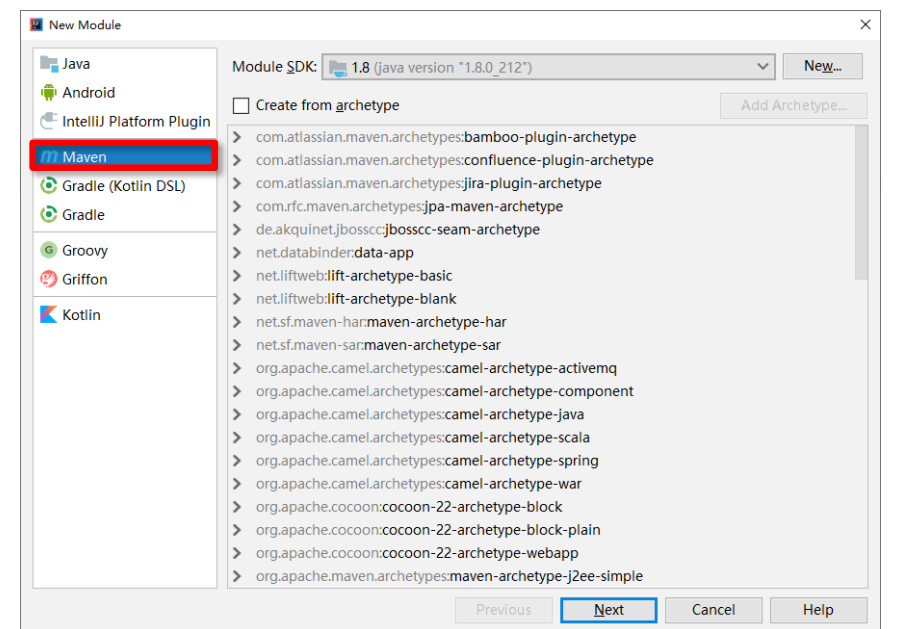 New Module
Java
Android
IntelliJ Platform Plugin
Maven
Gradle (Kotlin DSL)
Gradle
Groovy
Griffon
Kotlin
Module SDK: 1.8 (java version "1.8.0_212") New...
Create from archetype Add Archetype...
com.atlassian.maven.archetypes:bamboo-plugin-archetype
com.atlassian.maven.archetypes:confluence-plugin-archetype
com.atlassian.maven.archetypes:jira-plugin-archetype
com.rfc.maven.archetypes:jpa-maven-archetype
de.akquinet.jbosscc:jbosscc-seam-archetype
net.databinder:data-app
net.liftweb:lift-archetype-basic
net.liftweb:lift-archetype-blank
net.sf.maven-har:maven-archetype-har
net.sf.maven-sar:maven-archetype-sar
org.apache.camel.archetypes:camel-archetype-activemq
org.apache.camel.archetypes:camel-archetype-component
org.apache.camel.archetypes:camel-archetype-java
org.apache.camel.archetypes:camel-archetype-scala
org.apache.camel.archetypes:camel-archetype-spring
org.apache.camel.archetypes:camel-archetype-war
org.apache.cocoon:cocoon-22-archetype-block
org.apache.cocoon:cocoon-22-archetype-block-plain
org.apache.cocoon:cocoon-22-archetype-webapp
org.apache.maven.archetypes:maven-archetype-j2ee-simple
Previous Next Cancel Help